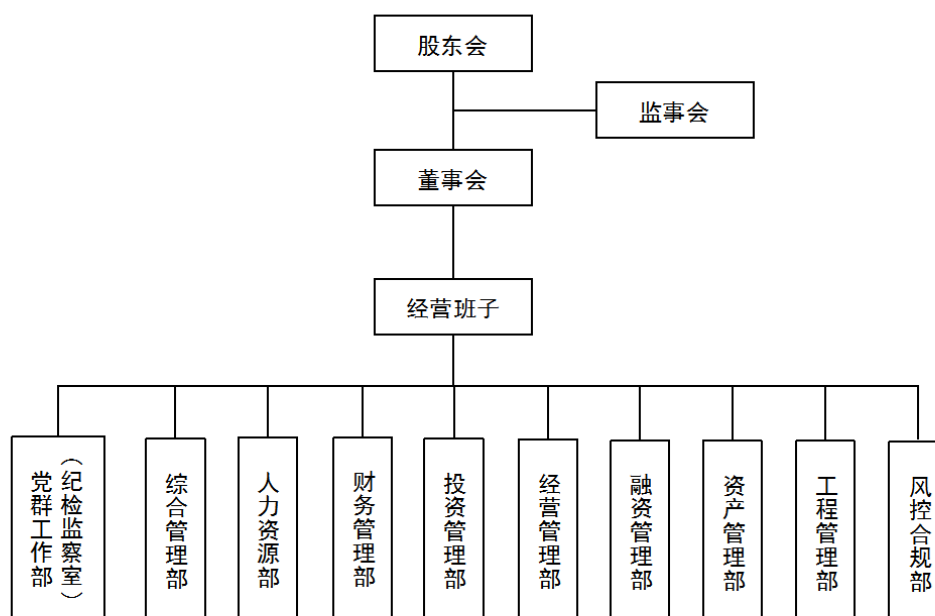 股东会
监事会
董事会
经营班子
党群工作部
（纪检监察室）
综合管理部
人力资源部
财务管理部
投资管理部
经营管理部
融资管理部
资产管理部
工程管理部
风控合规部